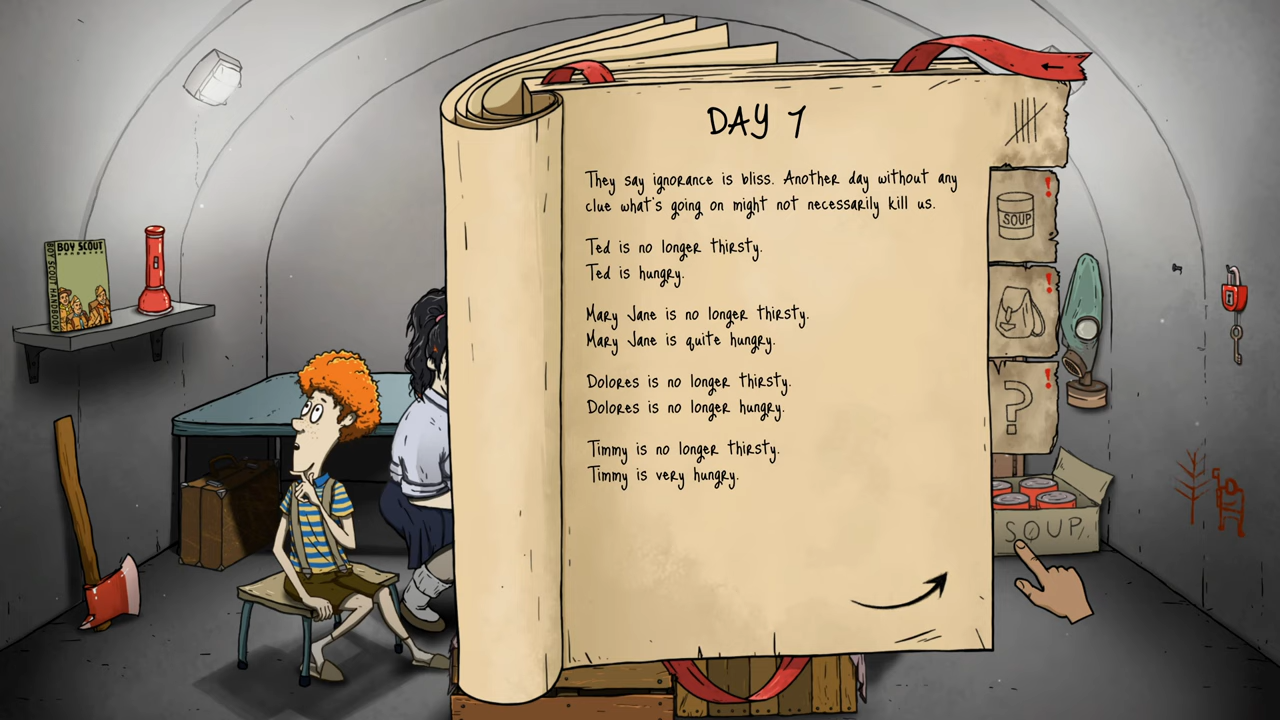 DAY 7
They say ignorance is bliss. Another day without any
clue what's going on might not necessarily kill us.
Ted is no longer thirsty.
Ted is hungry.
Mary Jane is no longer thirsty.
Mary Jane is quite hungry.
Dolores is no longer thirsty.
Dolores is no longer hungry.
Timmy is no longer thirsty.
Timmy is very hungry.
SOUP
!
!
!
?
BOY SCOUT
HANDBOOK
BOY SCOUT HANDBOOK
SOUP